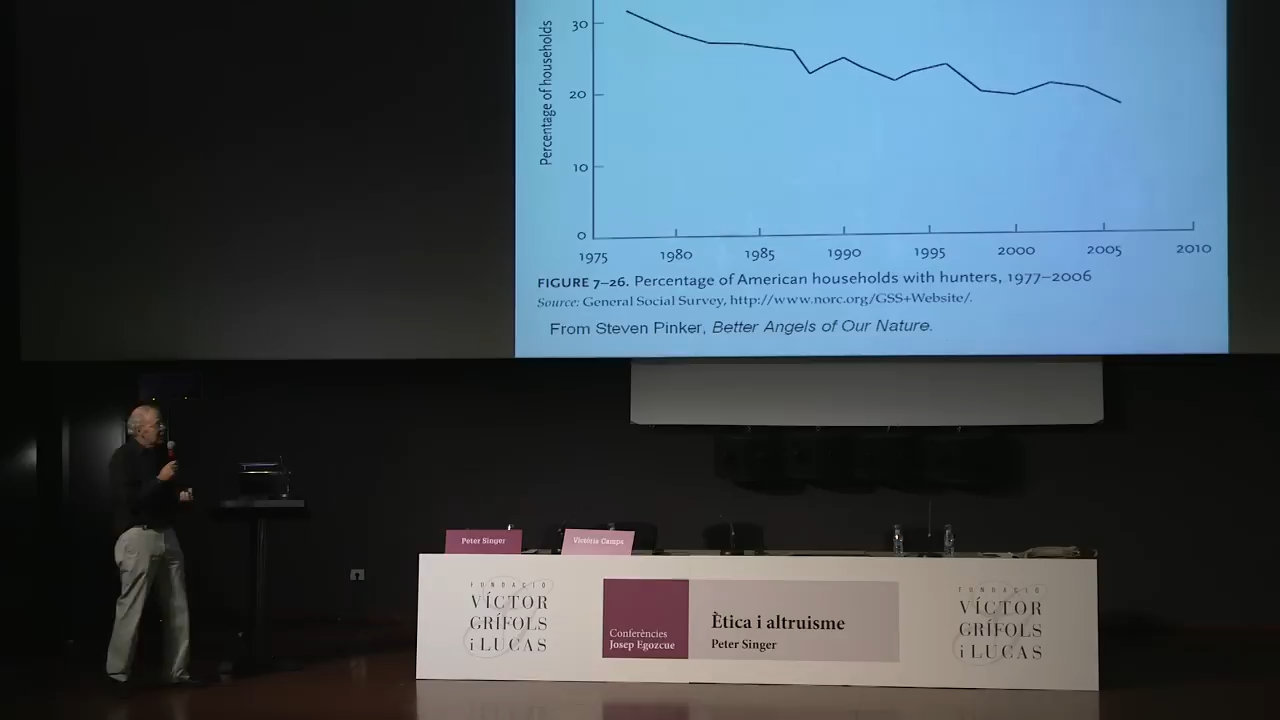 Percentage of households
30
20
10
0
1975 1980 1985 1990 1995 2000 2005 2010
FIGURE 7–26. Percentage of American households with hunters, 1977–2006
Source: General Social Survey, http://www.norc.org/GSS+Website/.
From Steven Pinker, Better Angels of Our Nature.
Peter Singer
Victòria Camps
FUNDACIÓ
VÍCTOR
GRÍFOLS
i LUCAS
Conferències
Josep Egozcue
Ètica i altruisme
Peter Singer
FUNDACIÓ
VÍCTOR
GRÍFOLS
i LUCAS